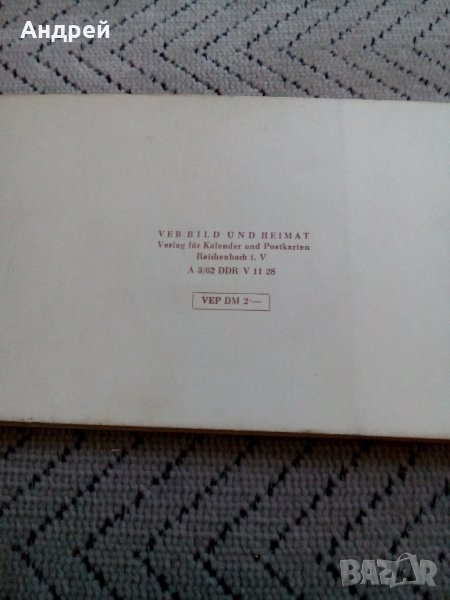 Андрей
VEB BILD UND HEIMAT
Verlag für Kalender und Postkarten
Reichenbach i. V
A 3/62 DDR V 11 28
VEP DM 2·—
BAZAR